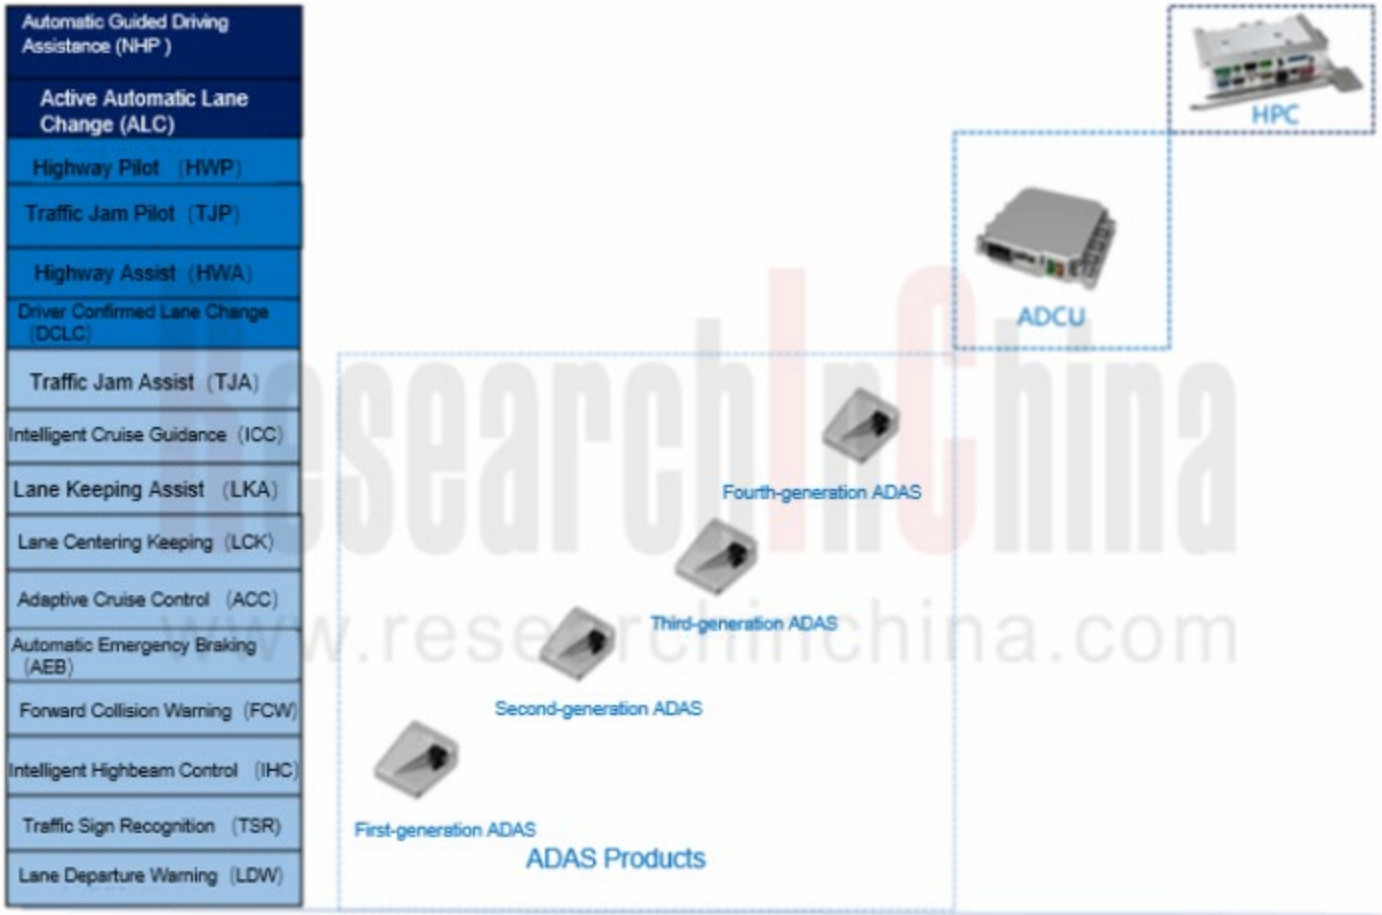 Automatic Guided Driving
Assistance (NHP )
Active Automatic Lane
Change (ALC)
Highway Pilot (HWP)
Traffic Jam Pilot (TJP)
Highway Assist (HWA)
Driver Confirmed Lane Change
(DCLC)
Traffic Jam Assist (TJA)
Intelligent Cruise Guidance (ICC)
Lane Keeping Assist (LKA)
Lane Centering Keeping (LCK)
Adaptive Cruise Control (ACC)
Automatic Emergency Braking
(AEB)
Forward Collision Warning (FCW)
Intelligent Highbeam Control (IHC)
Traffic Sign Recognition (TSR)
Lane Departure Warning (LDW)
HPC
ADCU
Fourth-generation ADAS
Third-generation ADAS
Second-generation ADAS
First-generation ADAS
ADAS Products
ResearchInChina
www.researchinchina.com